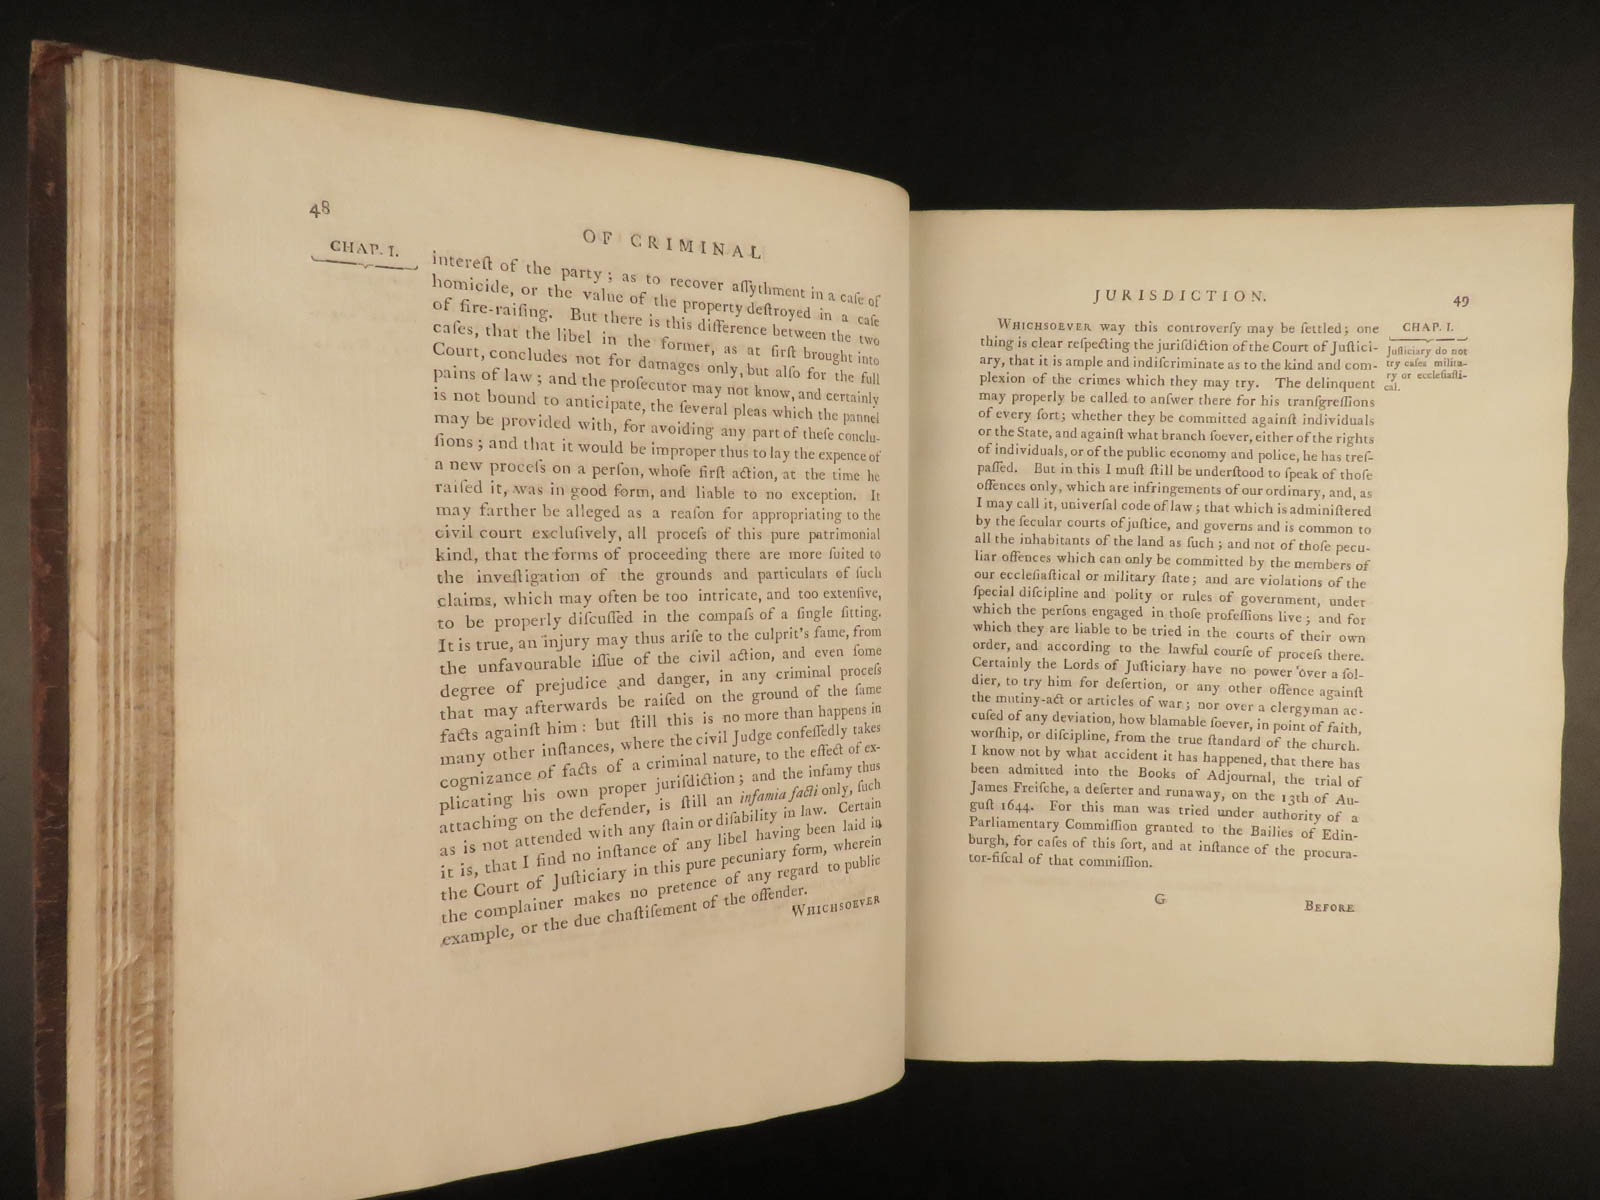 48
OF CRIMINAL
CHAP. I.
intereſt of the party; as to recover aſſythment in a caſe of
homicide, or the value of the property deſtroyed in a caſe
of fire-raiſing. But there is this difference between the two
caſes, that the libel in the former, as at firſt brought into
Court, concludes not for damages only, but alſo for the full
pains of law; and the proſecutor may not know, and certainly
is not bound to anticipate, the ſeveral pleas which the pannel
may be provided with, for avoiding any part of theſe conclu-
ſions; and that it would be improper thus to lay the expence of
a new proceſs on a perſon, whoſe firſt action, at the time he
raiſed it, was in good form, and liable to no exception. It
may farther be alleged as a reaſon for appropriating to the
civil court excluſively, all proceſs of this pure patrimonial
kind, that the forms of proceeding there are more ſuited to
the inveſtigation of the grounds and particulars of ſuch
claims, which may often be too intricate, and too extenſive,
to be properly diſcuſſed in the compaſs of a ſingle ſitting.
It is true, an injury may thus ariſe to the culprit's fame, from
the unfavourable iſſue of the civil action, and even ſome
degree of prejudice and danger, in any criminal proceſs
that may afterwards be raiſed on the ground of the ſame
facts againſt him: but ſtill this is no more than happens in
many other inſtances, where the civil Judge confeſſedly takes
cognizance of facts of a criminal nature, to the effect of ex-
plicating his own proper juriſdiction; and the infamy thus
attaching on the defender, is ſtill an infamia facti only, ſuch
as is not attended with any ſtain or diſability in law. Certain
it is, that I find no inſtance of any libel having been laid in
the Court of Juſticiary in this pure pecuniary form, wherein
the complainer makes no pretence of any regard to public
example, or the due chaſtiſement of the offender.
WHICHSOEVER
JURISDICTION.
49
CHAP. I.
Juſticiary do not
try caſes milita-
ry or eccleſiaſti-
cal.
WHICHSOEVER way this controverſy may be ſettled; one
thing is clear reſpecting the juriſdiction of the Court of Juſtici-
ary, that it is ample and indiſcriminate as to the kind and com-
plexion of the crimes which they may try. The delinquent
may properly be called to anſwer there for his tranſgreſſions
of every ſort; whether they be committed againſt individuals
or the State, and againſt what branch ſoever, either of the rights
of individuals, or of the public economy and police, he has treſ-
paſſed. But in this I muſt ſtill be underſtood to ſpeak of thoſe
offences only, which are infringements of our ordinary, and, as
I may call it, univerſal code of law; that which is adminiſtered
by the ſecular courts of juſtice, and governs and is common to
all the inhabitants of the land as ſuch; and not of thoſe pecu-
liar offences which can only be committed by the members of
our eccleſiaſtical or military ſtate; and are violations of the
ſpecial diſcipline and polity or rules of government, under
which the perſons engaged in thoſe profeſſions live; and for
which they are liable to be tried in the courts of their own
order, and according to the lawful courſe of proceſs there.
Certainly the Lords of Juſticiary have no power over a ſol-
dier, to try him for deſertion, or any other offence againſt
the mutiny-act or articles of war; nor over a clergyman ac-
cuſed of any deviation, how blamable ſoever, in point of faith,
worſhip, or diſcipline, from the true ſtandard of the church.
I know not by what accident it has happened, that there has
been admitted into the Books of Adjournal, the trial of
James Freiſche, a deſerter and runaway, on the 13th of Au-
guſt 1644. For this man was tried under authority of a
Parliamentary Commiſſion granted to the Bailies of Edin-
burgh, for caſes of this ſort, and at inſtance of the procura-
tor-fiſcal of that commiſſion.
G
BEFORE